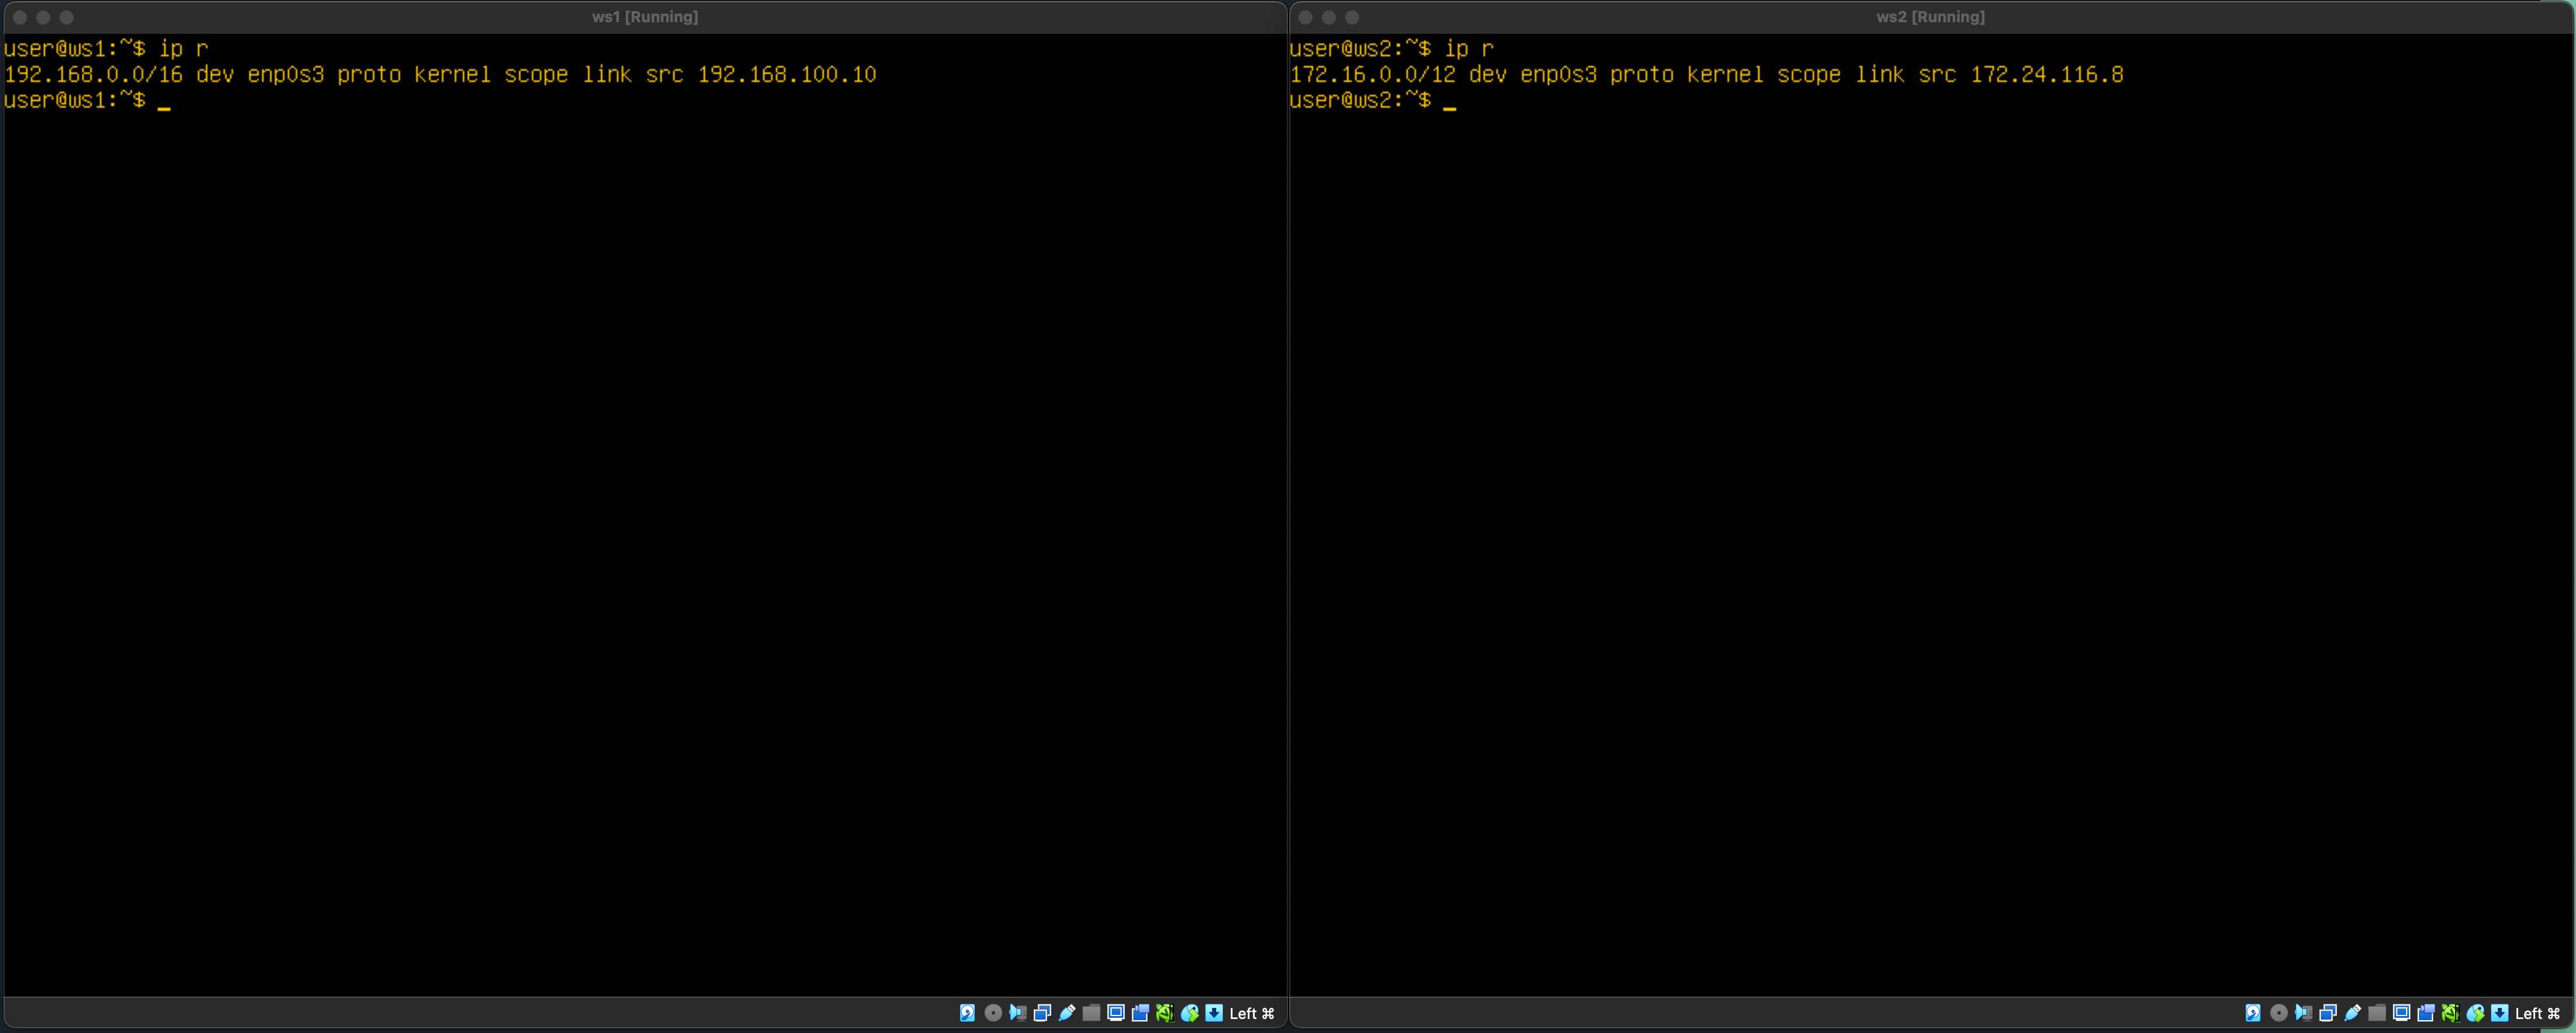 ws1 [Running]
user@ws1:~$ ip r
192.168.0.0/16 dev enp0s3 proto kernel scope link src 192.168.100.10
user@ws1:~$ _
Left ⌘
ws2 [Running]
user@ws2:~$ ip r
172.16.0.0/12 dev enp0s3 proto kernel scope link src 172.24.116.8
user@ws2:~$ _
Left ⌘